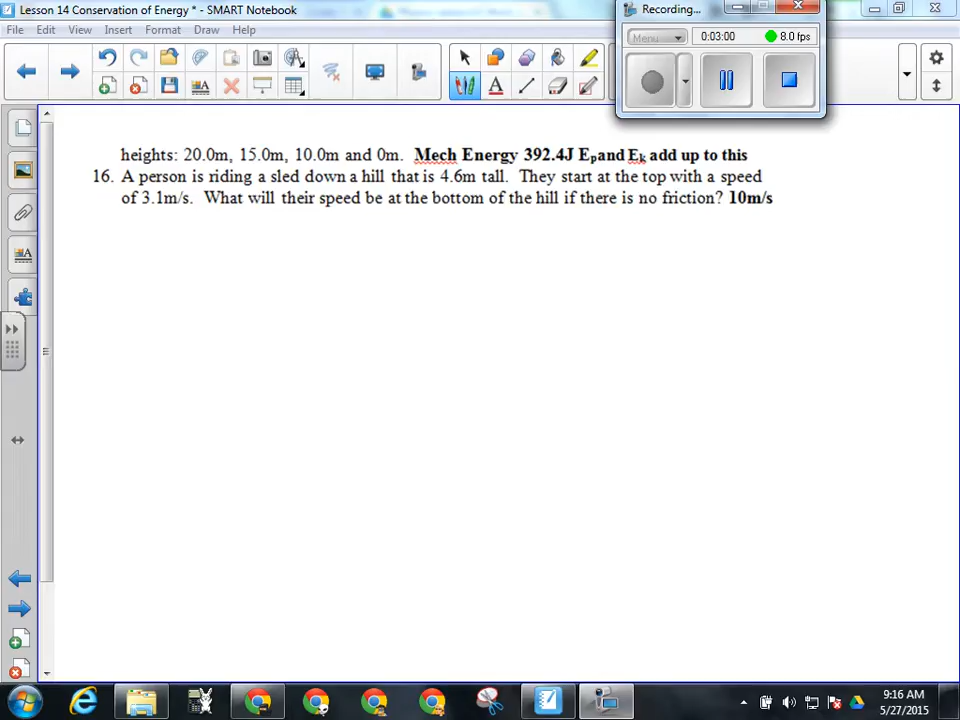 Lesson 14 Conservation of Energy * - SMART Notebook
Recording...
File Edit View Insert Format Draw Help
Menu 0:03:00 8.0 fps
heights: 20.0m, 15.0m, 10.0m and 0m. Mech Energy 392.4J Ep and Ek add up to this
16. A person is riding a sled down a hill that is 4.6m tall. They start at the top with a speed
of 3.1m/s. What will their speed be at the bottom of the hill if there is no friction? 10m/s
9:16 AM
5/27/2015